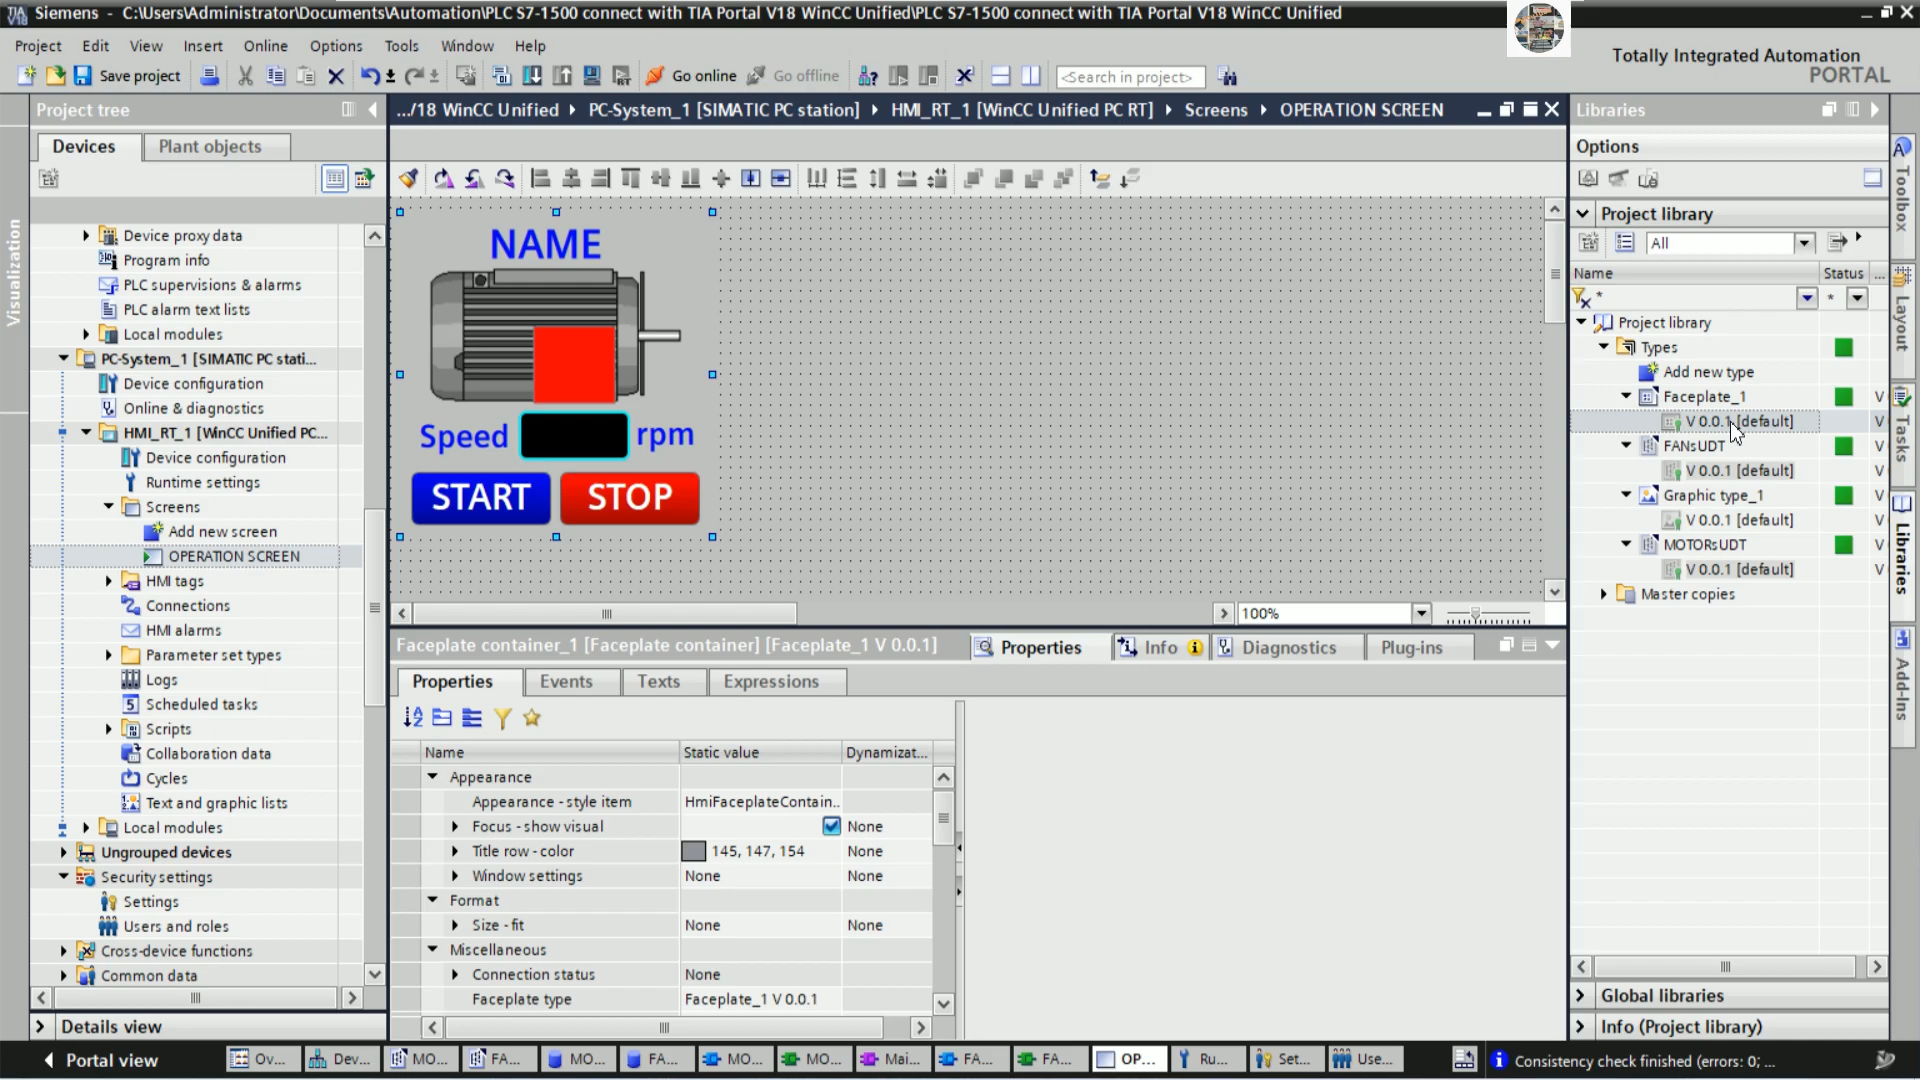 Siemens - C:\Users\Administrator\Documents\Automation\PLC S7-1500 connect with TIA Portal V18 WinCC Unified\PLC S7-1500 connect with TIA Portal V18 WinCC Unified
Project Edit View Insert Online Options Tools Window Help
Totally Integrated Automation
PORTAL
Save project
Go online
Go offline
<Search in project>
Project tree
.../18 WinCC Unified PC-System_1 [SIMATIC PC station] HMI_RT_1 [WinCC Unified PC RT] Screens OPERATION SCREEN
Libraries
Devices
Plant objects
Options
Visualization
Device proxy data
Program info
PLC supervisions & alarms
PLC alarm text lists
Local modules
PC-System_1 [SIMATIC PC stati...
Device configuration
Online & diagnostics
HMI_RT_1 [WinCC Unified PC...
Device configuration
Runtime settings
Screens
Add new screen
OPERATION SCREEN
HMI tags
Connections
HMI alarms
Parameter set types
Logs
Scheduled tasks
Scripts
Collaboration data
Cycles
Text and graphic lists
Local modules
Ungrouped devices
Security settings
Settings
Users and roles
Cross-device functions
Common data
Details view
NAME
Speed rpm
START STOP
100%
Faceplate container_1 [Faceplate container] [Faceplate_1 V 0.0.1]
Properties Info Diagnostics Plug-ins
Properties Events Texts Expressions
Name Static value Dynamizat...
Appearance
Appearance - style item HmiFaceplateContain..
Focus - show visual None
Title row - color 145, 147, 154 None
Window settings None None
Format
Size - fit None None
Miscellaneous
Connection status None
Faceplate type Faceplate_1 V 0.0.1
Project library
All
Name Status ...
* *
Project library
Types
Add new type
Faceplate_1 V
V 0.0.1 [default] V
FANsUDT V
V 0.0.1 [default] V
Graphic type_1 V
V 0.0.1 [default] V
MOTORsUDT V
V 0.0.1 [default] V
Master copies
Global libraries
Info (Project library)
Toolbox
Layout
Tasks
Libraries
Add-Ins
Portal view
Ov... Dev... MO... FA... MO... FA... MO... MO... Mai... FA... FA... OP... Ru... Set... Use...
Consistency check finished (errors: 0; ...